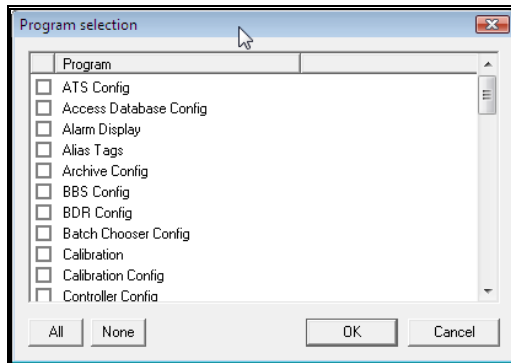 Program selection
Program
ATS Config
Access Database Config
Alarm Display
Alias Tags
Archive Config
BBS Config
BDR Config
Batch Chooser Config
Calibration
Calibration Config
Controller Config
All None OK Cancel